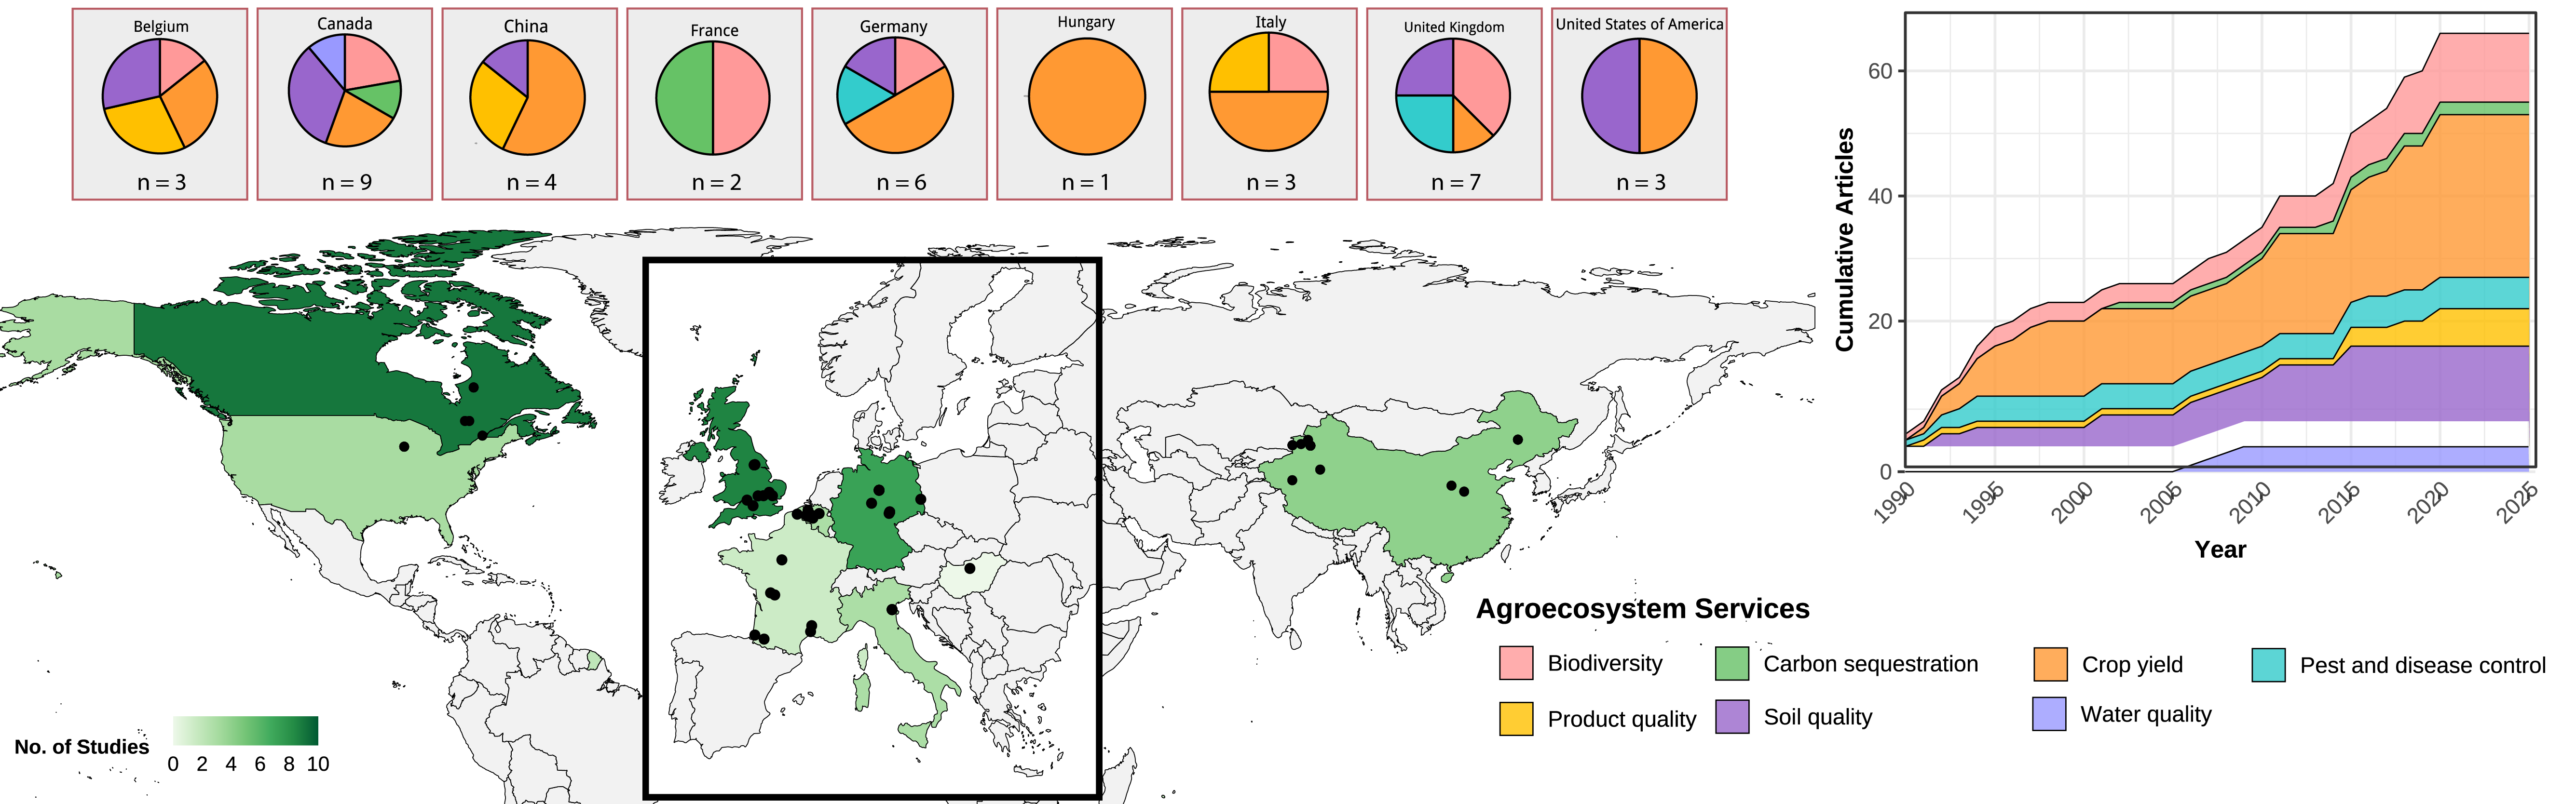 Belgium
Canada
China
France
Germany
Hungary
Italy
United Kingdom
United States of America
n = 3
n = 9
n = 4
n = 2
n = 6
n = 1
n = 3
n = 7
n = 3
Cumulative Articles
60
40
20
0
1990
1995
2000
2005
2010
2015
2020
2025
Year
Agroecosystem Services
Biodiversity
Carbon sequestration
Crop yield
Pest and disease control
Product quality
Soil quality
Water quality
No. of Studies
0 2 4 6 8 10